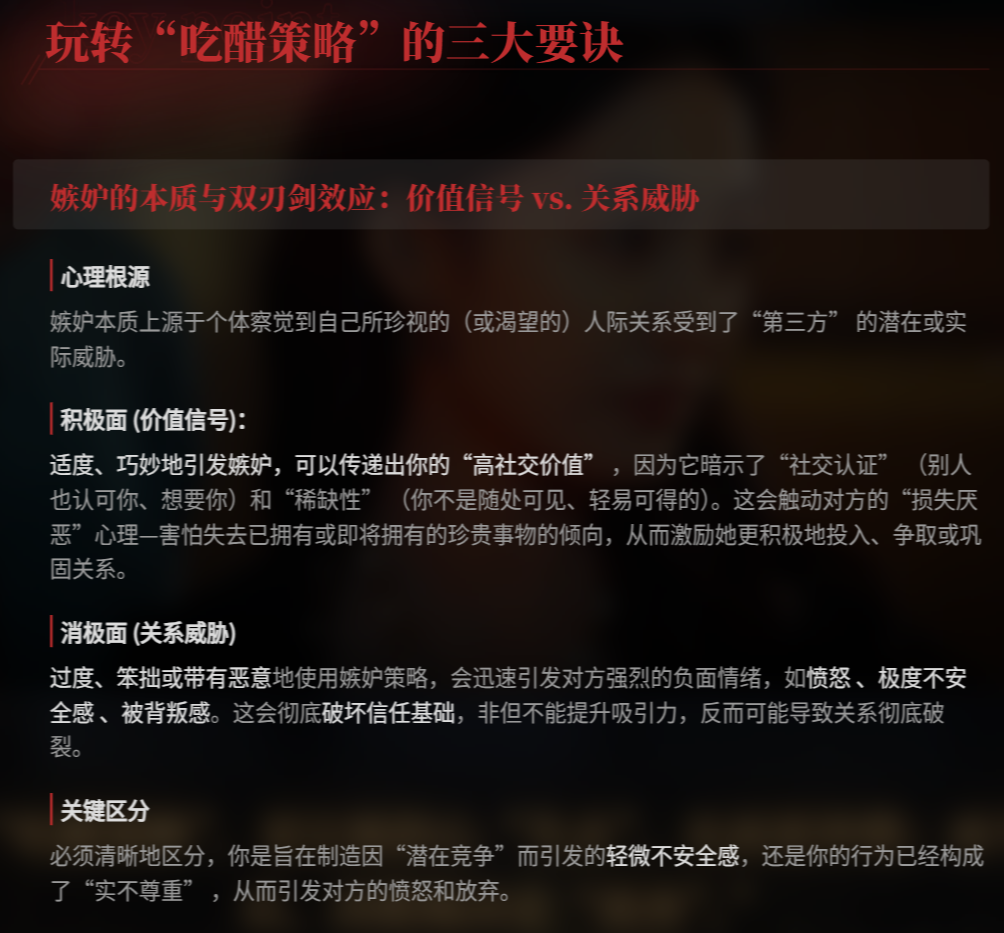 玩转“吃醋策略”的三大要诀
嫉妒的本质与双刃剑效应：价值信号 vs. 关系威胁
心理根源
嫉妒本质上源于个体察觉到自己所珍视的（或渴望的）人际关系受到了“第三方” 的潜在或实
际威胁。
积极面 (价值信号)：
适度、巧妙地引发嫉妒，可以传递出你的“高社交价值” ，因为它暗示了“社交认证” （别人
也认可你、想要你）和“稀缺性” （你不是随处可见、轻易可得的）。这会触动对方的“损失厌
恶”心理—害怕失去已拥有或即将拥有的珍贵事物的倾向，从而激励她更积极地投入、争取或巩
固关系。
消极面 (关系威胁)
过度、笨拙或带有恶意地使用嫉妒策略，会迅速引发对方强烈的负面情绪，如愤怒 、极度不安
全感 、被背叛感。这会彻底破坏信任基础，非但不能提升吸引力，反而可能导致关系彻底破
裂。
关键区分
必须清晰地区分，你是旨在制造因“潜在竞争”而引发的轻微不安全感，还是你的行为已经构成
了“实不尊重” ，从而引发对方的愤怒和放弃。